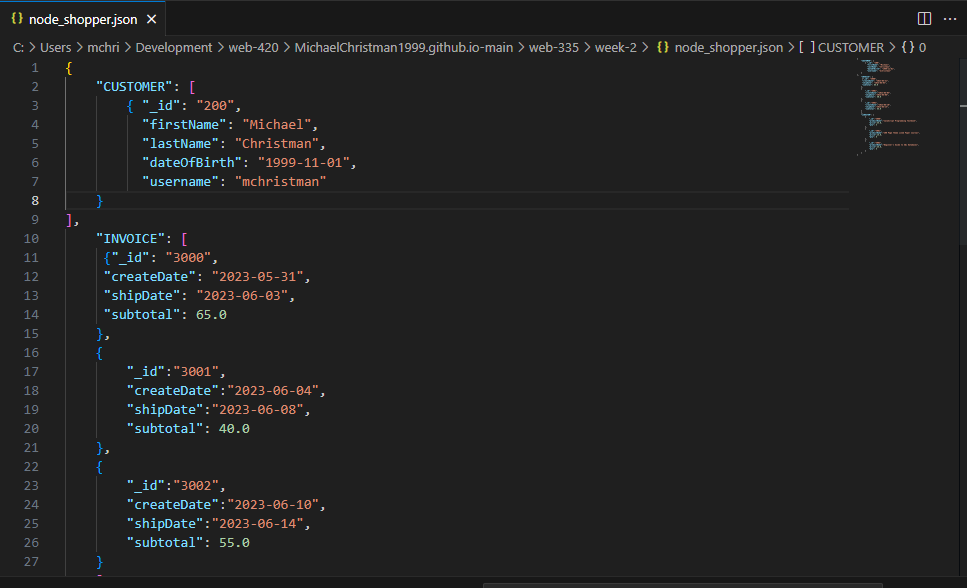 {} node_shopper.json ×
C: > Users > mchri > Development > web-420 > MichaelChristman1999.github.io-main > web-335 > week-2 > {} node_shopper.json > [ ] CUSTOMER > { } 0
1 {
2 "CUSTOMER": [
3 { "_id": "200",
4 "firstName": "Michael",
5 "lastName": "Christman",
6 "dateOfBirth": "1999-11-01",
7 "username": "mchristman"
8 }
9 ],
10 "INVOICE": [
11 {"_id": "3000",
12 "createDate": "2023-05-31",
13 "shipDate": "2023-06-03",
14 "subtotal": 65.0
15 },
16 {
17 "_id":"3001",
18 "createDate":"2023-06-04",
19 "shipDate":"2023-06-08",
20 "subtotal": 40.0
21 },
22 {
23 "_id":"3002",
24 "createDate":"2023-06-10",
25 "shipDate":"2023-06-14",
26 "subtotal": 55.0
27 }